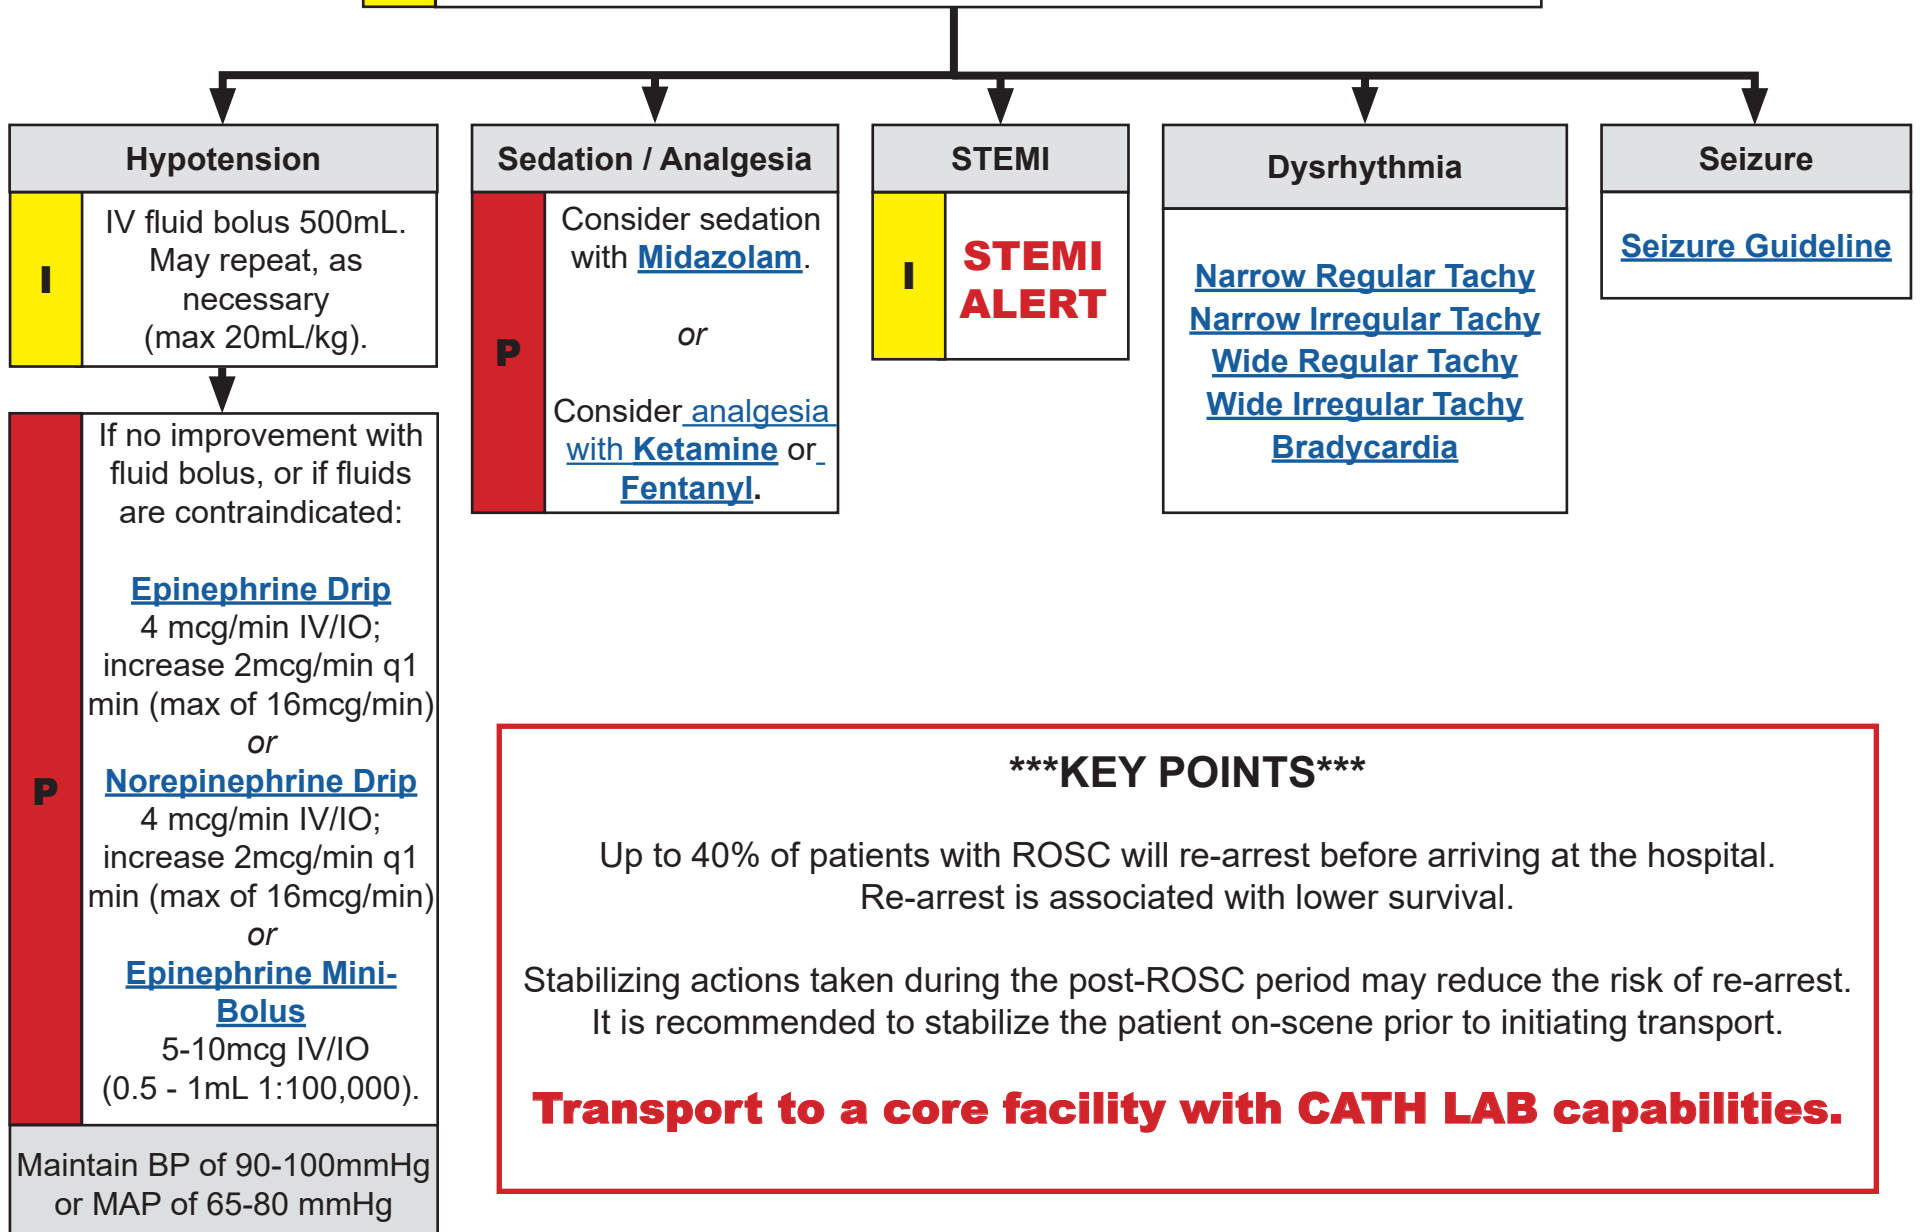 Hypotension
I
IV fluid bolus 500mL.
May repeat, as
necessary
(max 20mL/kg).
P
If no improvement with
fluid bolus, or if fluids
are contraindicated:
Epinephrine Drip
4 mcg/min IV/IO;
increase 2mcg/min q1
min (max of 16mcg/min)
or
Norepinephrine Drip
4 mcg/min IV/IO;
increase 2mcg/min q1
min (max of 16mcg/min)
or
Epinephrine Mini-
Bolus
5-10mcg IV/IO
(0.5 - 1mL 1:100,000).
Maintain BP of 90-100mmHg
or MAP of 65-80 mmHg
Sedation / Analgesia
P
Consider sedation
with Midazolam.
or
Consider analgesia
with Ketamine or
Fentanyl.
STEMI
I
STEMI
ALERT
Dysrhythmia
Narrow Regular Tachy
Narrow Irregular Tachy
Wide Regular Tachy
Wide Irregular Tachy
Bradycardia
Seizure
Seizure Guideline
***KEY POINTS***
Up to 40% of patients with ROSC will re-arrest before arriving at the hospital.
Re-arrest is associated with lower survival.
Stabilizing actions taken during the post-ROSC period may reduce the risk of re-arrest.
It is recommended to stabilize the patient on-scene prior to initiating transport.
Transport to a core facility with CATH LAB capabilities.